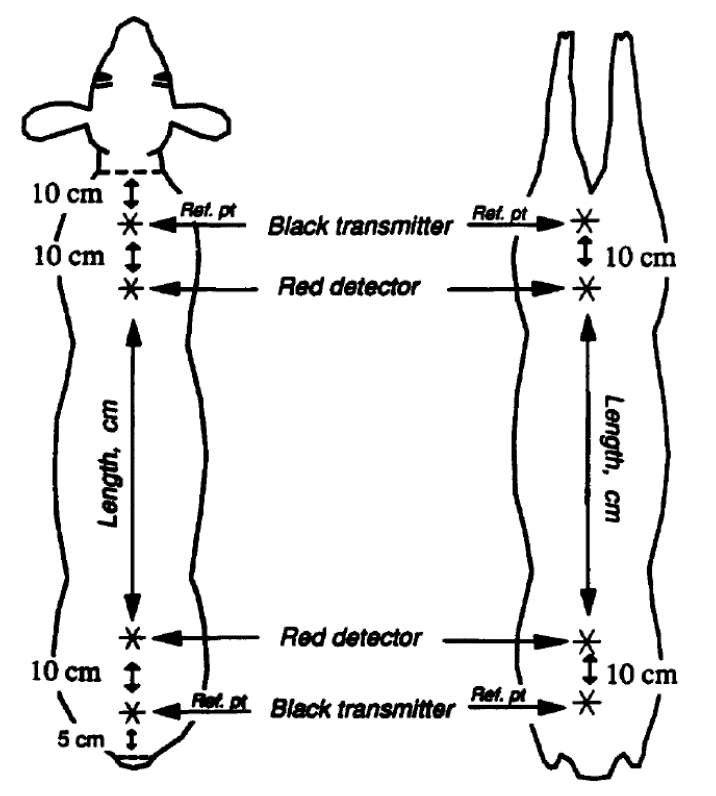 10 cm
Ref. pt
Black transmitter
Ref. pt
10 cm
10 cm
Red detector
Length, cm
Length, cm
Red detector
10 cm
10 cm
Ref. pt
Black transmitter
Ref. pt
5 cm